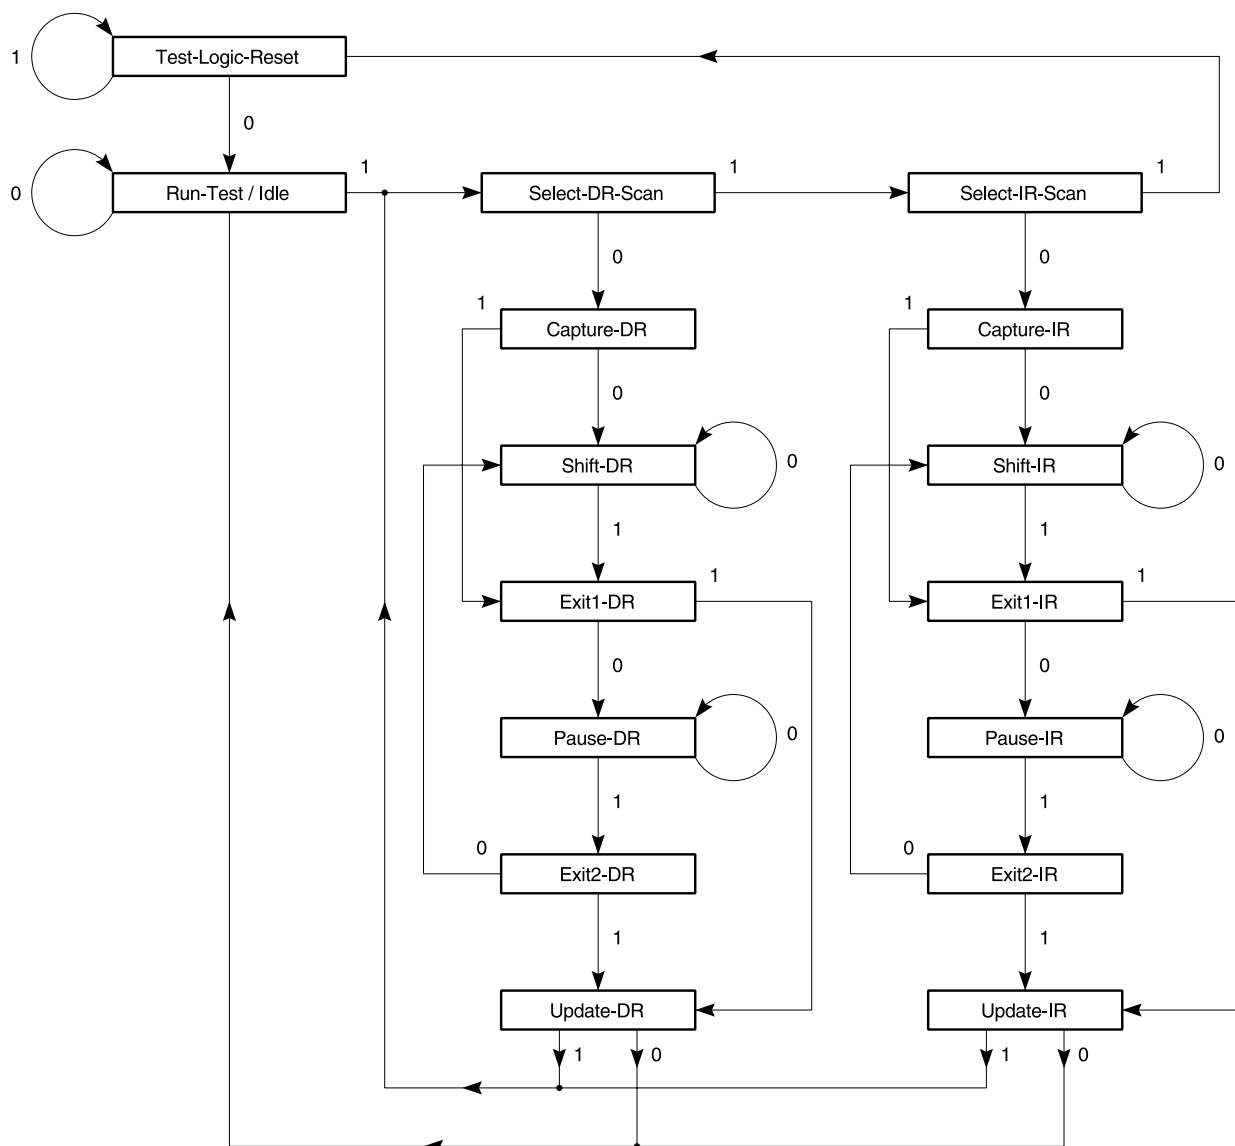 1
Test-Logic-Reset
0
0
Run-Test / Idle
1
Select-DR-Scan
1
Select-IR-Scan
1
0
0
1
Capture-DR
1
Capture-IR
0
0
Shift-DR
0
Shift-IR
0
1
1
Exit1-DR
1
Exit1-IR
1
0
0
Pause-DR
0
Pause-IR
0
1
1
0
Exit2-DR
0
Exit2-IR
1
1
Update-DR
Update-IR
1
0
1
0